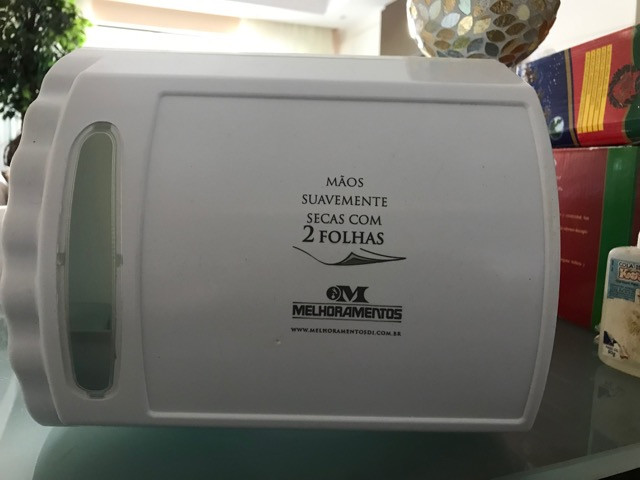 MÃOS
SUAVEMENTE
SECAS COM
2 FOLHAS
M
MELHORAMENTOS
WWW.MELHORAMENTOSDI.COM.BR